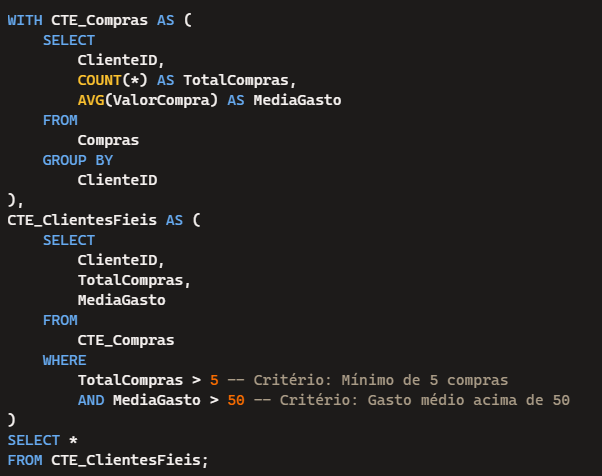 WITH CTE_Compras AS (
    SELECT
        ClienteID,
        COUNT(*) AS TotalCompras,
        AVG(ValorCompra) AS MediaGasto
    FROM
        Compras
    GROUP BY
        ClienteID
),
CTE_ClientesFieis AS (
    SELECT
        ClienteID,
        TotalCompras,
        MediaGasto
    FROM
        CTE_Compras
    WHERE
        TotalCompras > 5 -- Critério: Mínimo de 5 compras
        AND MediaGasto > 50 -- Critério: Gasto médio acima de 50
)
SELECT *
FROM CTE_ClientesFieis;